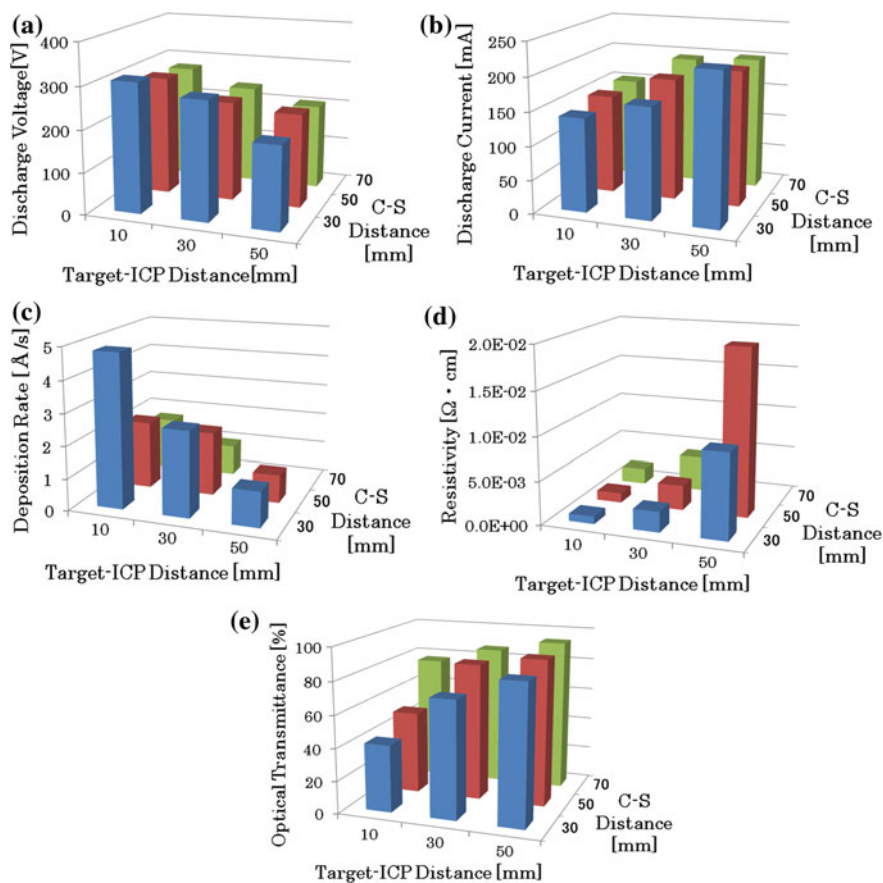 (a)
Discharge Voltage[V]
400
300
200
100
0
10
30
50
Target-ICP Distance[mm]
30
50
70
C-S
Distance
[mm]
(b)
Discharge Current[mA]
250
200
150
100
50
0
10
30
50
Target-ICP Distance [mm]
30
50
70
C-S
Distance
[mm]
(c)
Deposition Rate [Å/s]
5
4
3
2
1
0
10
30
50
Target-ICP Distance [mm]
30
50
70
C-S
Distance
[mm]
(d)
Resistivity [Ω・cm]
2.0E-02
1.5E-02
1.0E-02
5.0E-03
0.0E+00
10
30
50
Target-ICP Distance [mm]
30
50
70
C-S
Distance
[mm]
(e)
Optical Transmittance [%]
100
80
60
40
20
0
10
30
50
Target-ICP Distance [mm]
30
50
70
C-S
Distance
[mm]